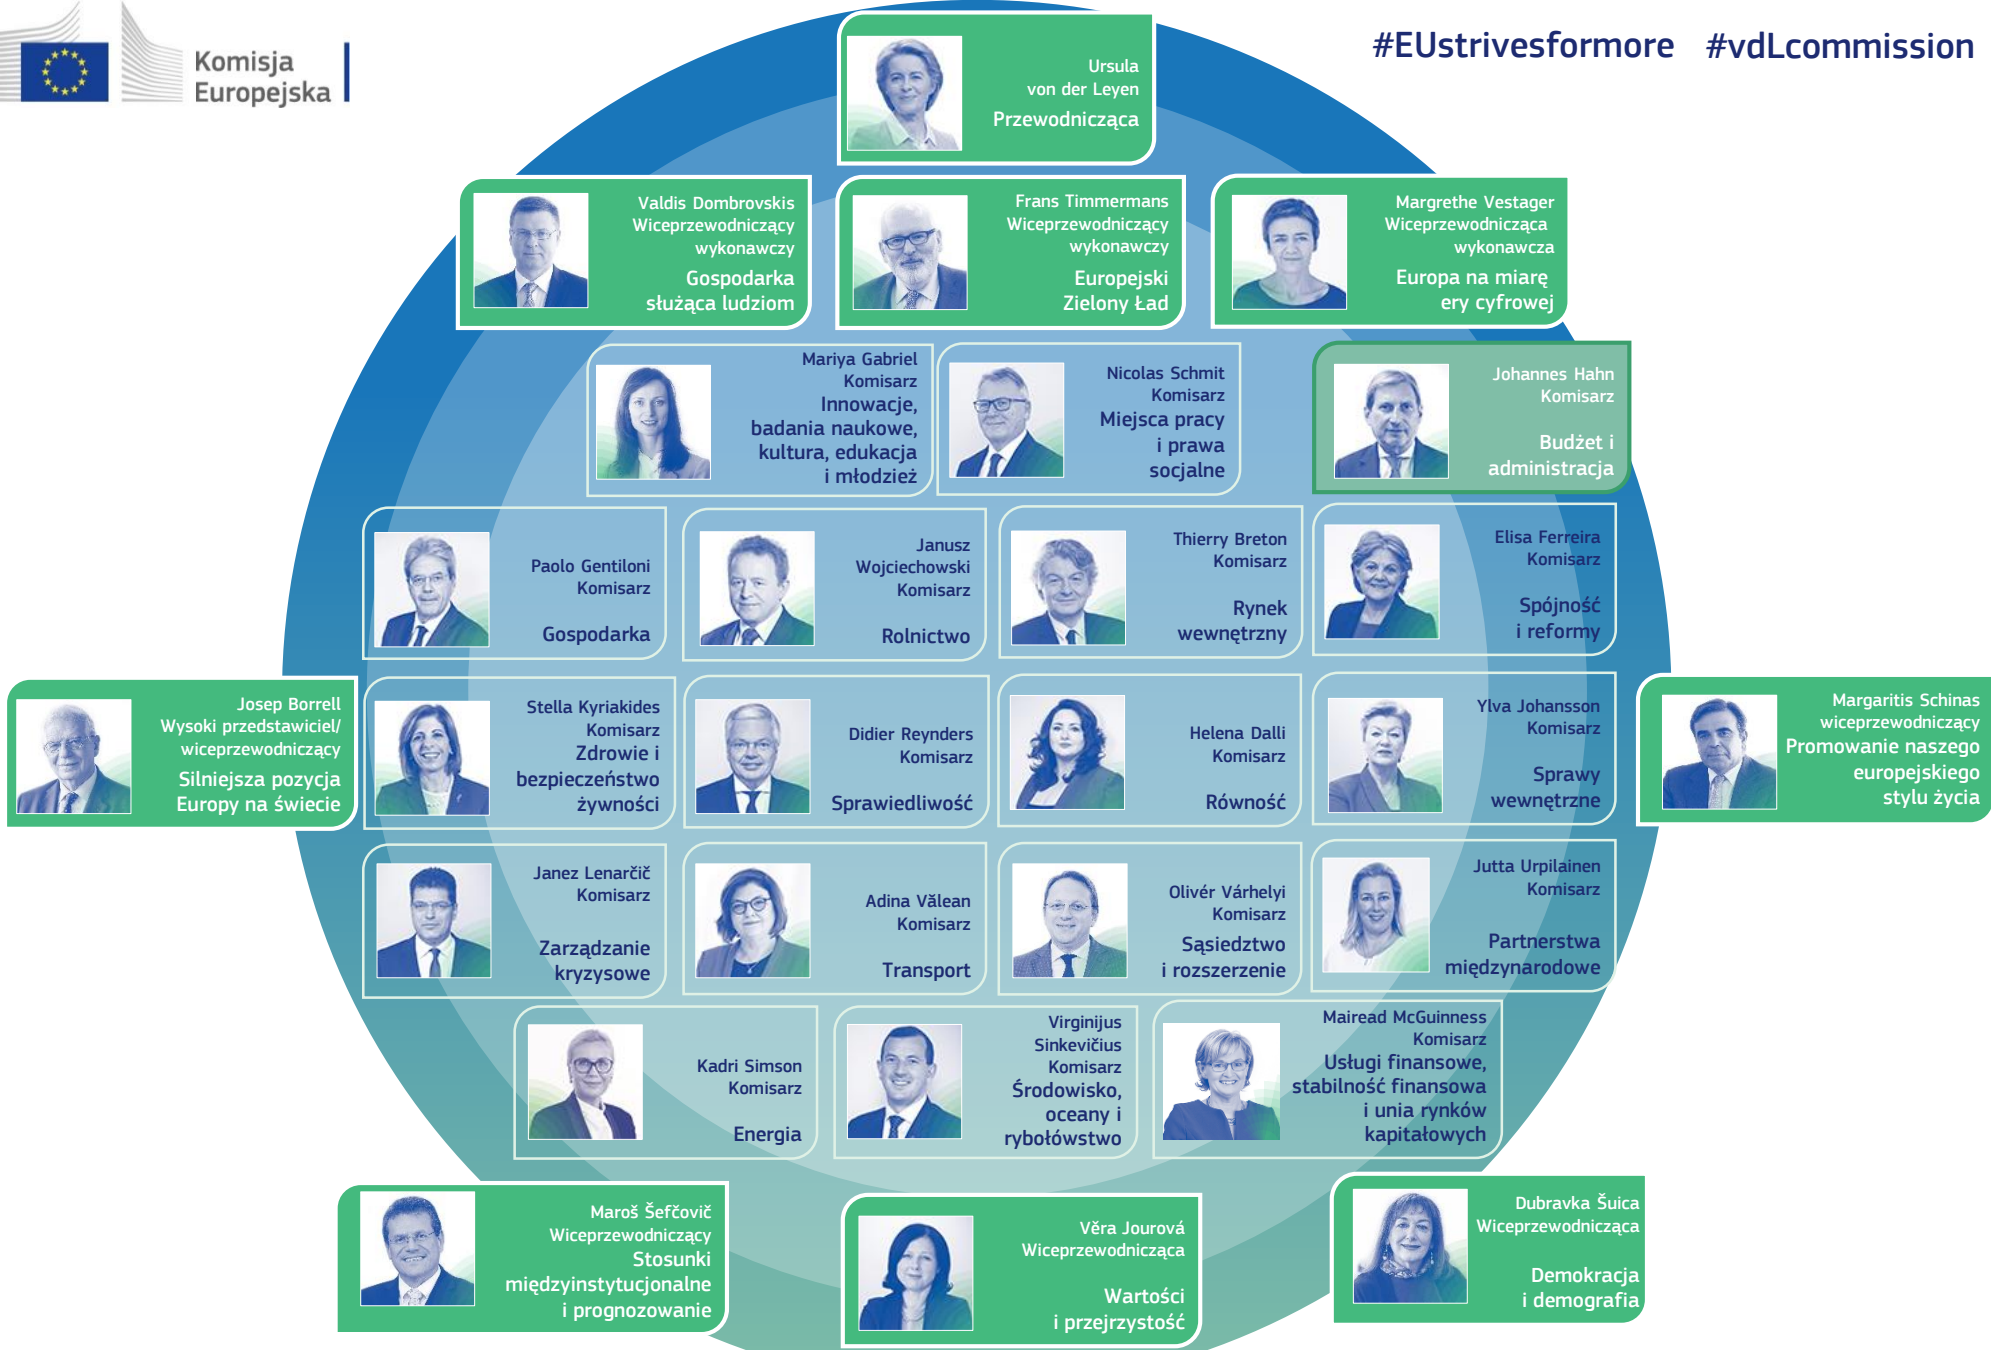 Komisja
Europejska
#EUstrivesformore #vdLcommission
Ursula
von der Leyen
Przewodnicząca
Valdis Dombrovskis
Wiceprzewodniczący
wykonawczy
Gospodarka
służąca ludziom
Frans Timmermans
Wiceprzewodniczący
wykonawczy
Europejski
Zielony Ład
Margrethe Vestager
Wiceprzewodnicząca
wykonawcza
Europa na miarę
ery cyfrowej
Mariya Gabriel
Komisarz
Innowacje,
badania naukowe,
kultura, edukacja
i młodzież
Nicolas Schmit
Komisarz
Miejsca pracy
i prawa
socjalne
Johannes Hahn
Komisarz
Budżet i
administracja
Paolo Gentiloni
Komisarz
Gospodarka
Janusz
Wojciechowski
Komisarz
Rolnictwo
Thierry Breton
Komisarz
Rynek
wewnętrzny
Elisa Ferreira
Komisarz
Spójność
i reformy
Josep Borrell
Wysoki przedstawiciel/
wiceprzewodniczący
Silniejsza pozycja
Europy na świecie
Stella Kyriakides
Komisarz
Zdrowie i
bezpieczeństwo
żywności
Didier Reynders
Komisarz
Sprawiedliwość
Helena Dalli
Komisarz
Równość
Ylva Johansson
Komisarz
Sprawy
wewnętrzne
Margaritis Schinas
wiceprzewodniczący
Promowanie naszego
europejskiego
stylu życia
Janez Lenarčič
Komisarz
Zarządzanie
kryzysowe
Adina Vălean
Komisarz
Transport
Olivér Várhelyi
Komisarz
Sąsiedztwo
i rozszerzenie
Jutta Urpilainen
Komisarz
Partnerstwa
międzynarodowe
Kadri Simson
Komisarz
Energia
Virginijus
Sinkevičius
Komisarz
Środowisko,
oceany i
rybołówstwo
Mairead McGuinness
Komisarz
Usługi finansowe,
stabilność finansowa
i unia rynków
kapitałowych
Maroš Šefčovič
Wiceprzewodniczący
Stosunki
międzyinstytucjonalne
i prognozowanie
Věra Jourová
Wiceprzewodnicząca
Wartości
i przejrzystość
Dubravka Šuica
Wiceprzewodnicząca
Demokracja
i demografia